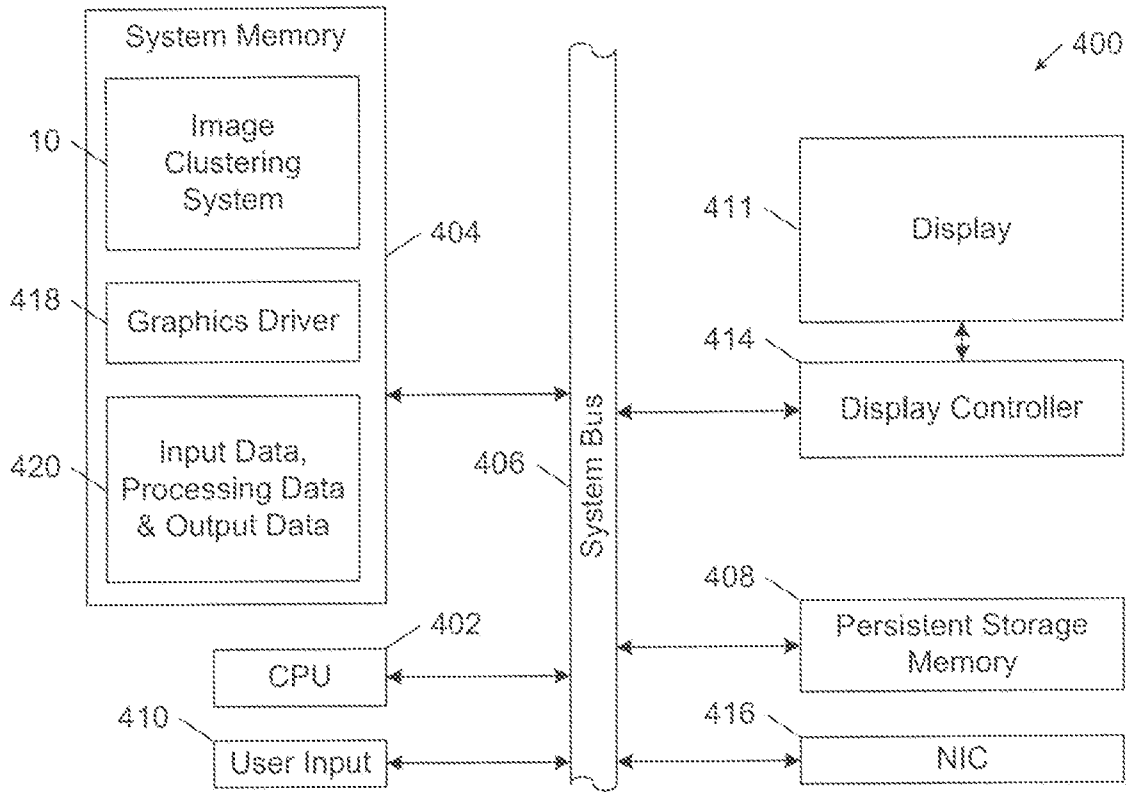 System Memory
400
10
Image
Clustering
System
411
Display
404
418
Graphics Driver
414
Display Controller
420
Input Data,
Processing Data
& Output Data
406
System Bus
408
Persistent Storage
Memory
402
CPU
410
User Input
416
NIC